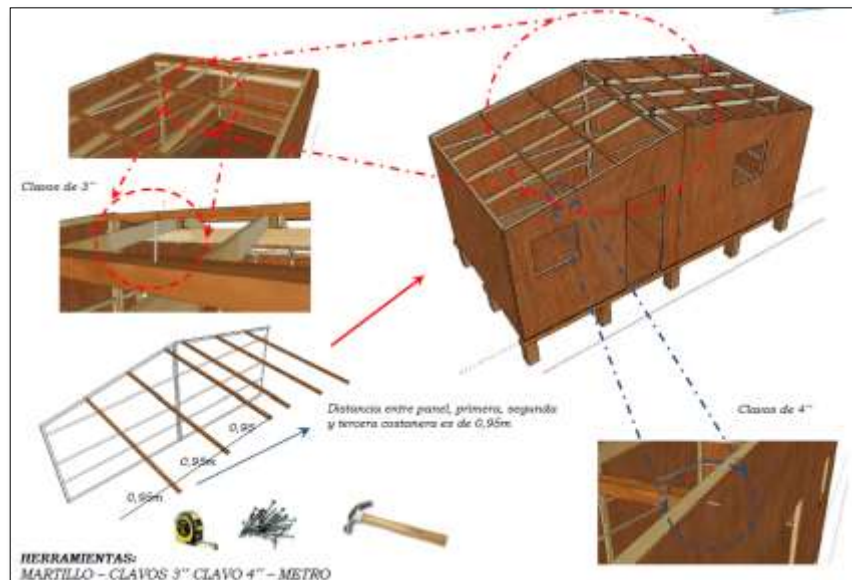 Clavos de 3''
Distancia entre panel, primera, segunda
y tercera costanera es de 0,95m
Clavos de 4''
0,95
0,95m
0,95m
HERRAMIENTAS:
MARTILLO – CLAVOS 3'' CLAVO 4'' – METRO